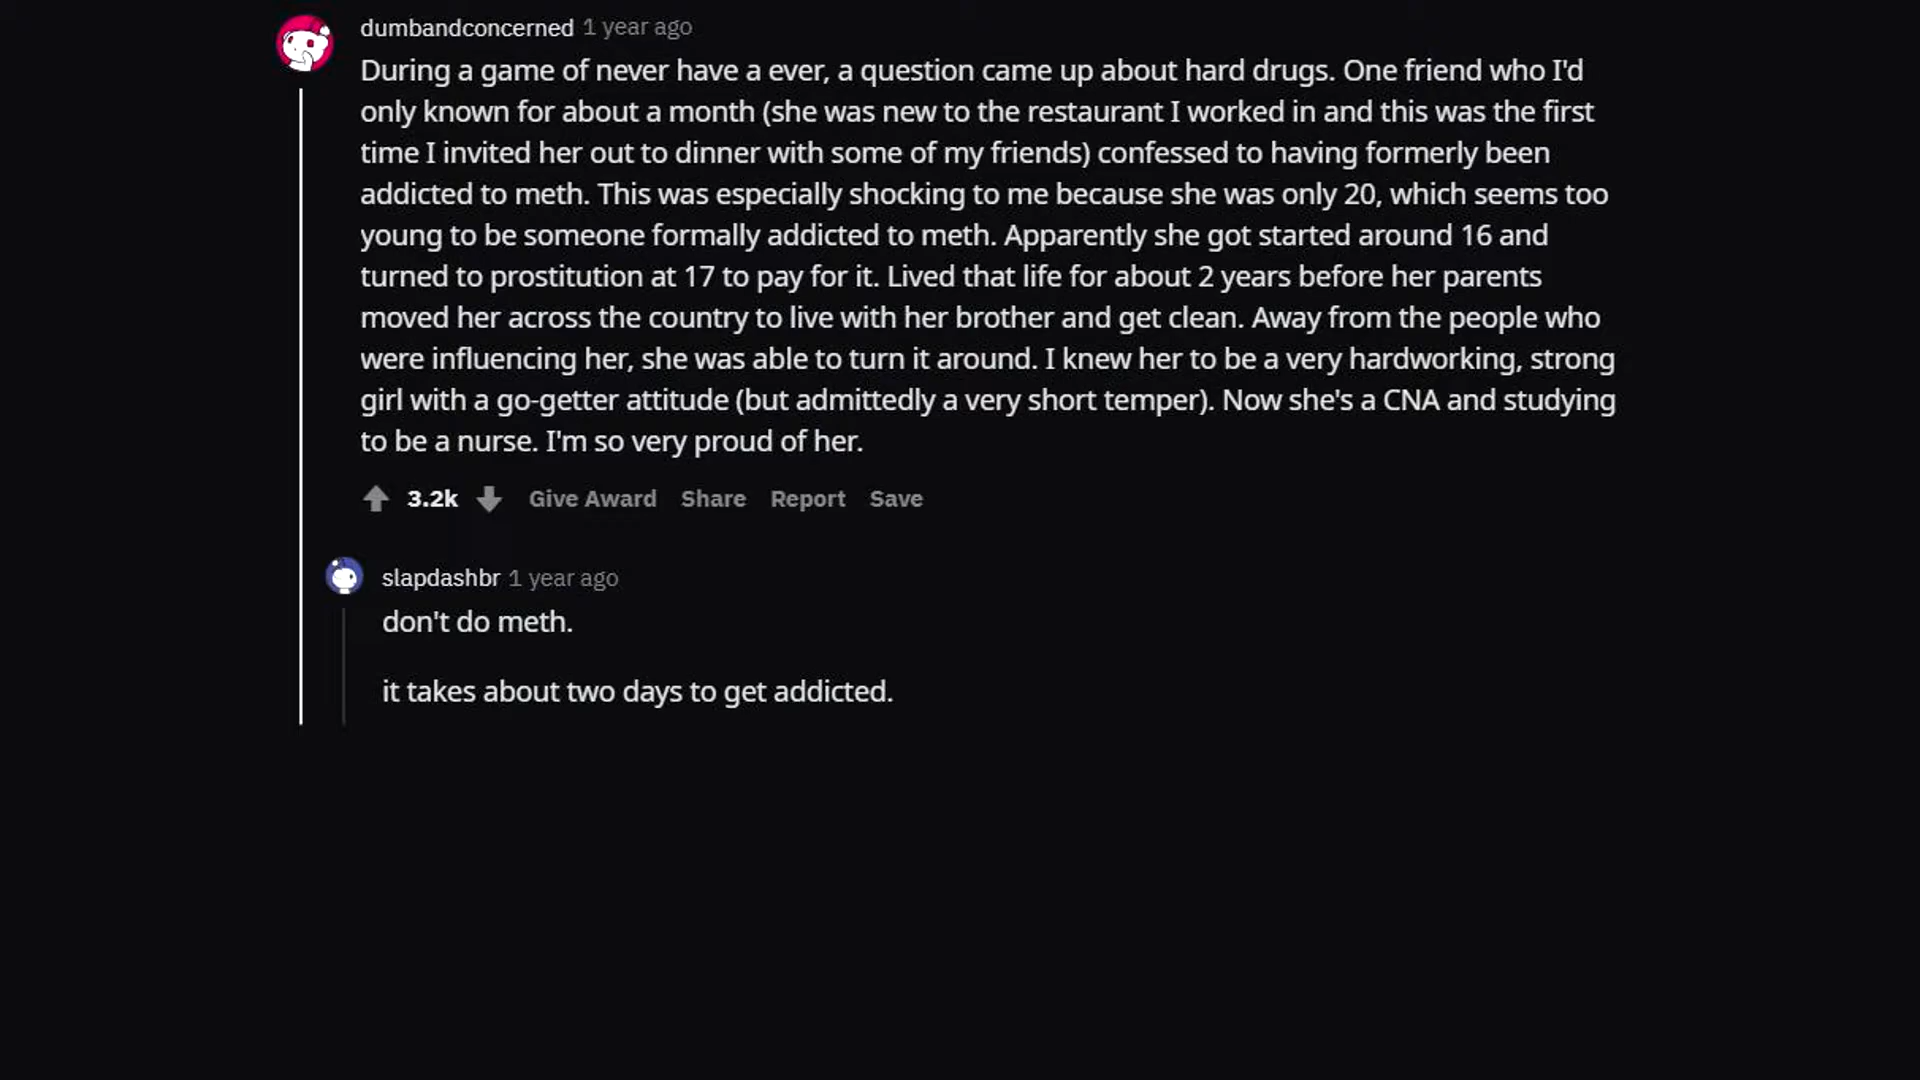 dumbandconcerned 1 year ago
During a game of never have a ever, a question came up about hard drugs. One friend who I'd
only known for about a month (she was new to the restaurant I worked in and this was the first
time I invited her out to dinner with some of my friends) confessed to having formerly been
addicted to meth. This was especially shocking to me because she was only 20, which seems too
young to be someone formally addicted to meth. Apparently she got started around 16 and
turned to prostitution at 17 to pay for it. Lived that life for about 2 years before her parents
moved her across the country to live with her brother and get clean. Away from the people who
were influencing her, she was able to turn it around. I knew her to be a very hardworking, strong
girl with a go-getter attitude (but admittedly a very short temper). Now she's a CNA and studying
to be a nurse. I'm so very proud of her.
3.2k Give Award Share Report Save
slapdashbr 1 year ago
don't do meth.
it takes about two days to get addicted.